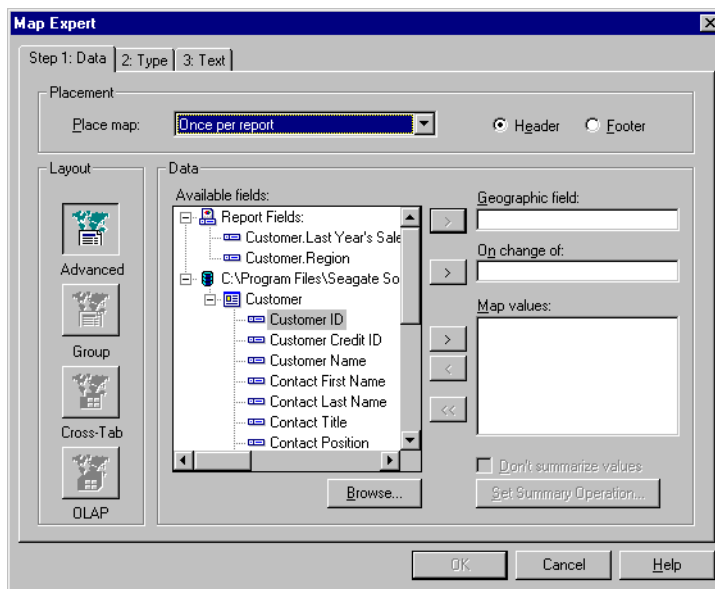 Map Expert
Step 1: Data
2: Type
3: Text
Placement
Place map:
Once per report
Header
Footer
Layout
Advanced
Group
Cross-Tab
OLAP
Data
Available fields:
Report Fields:
Customer.Last Year's Sale
Customer.Region
C:\Program Files\Seagate So
Customer
Customer ID
Customer Credit ID
Customer Name
Contact First Name
Contact Last Name
Contact Title
Contact Position
Browse...
Geographic field:
>
On change of:
>
Map values:
>
<
<<
Don't summarize values
Set Summary Operation...
OK
Cancel
Help